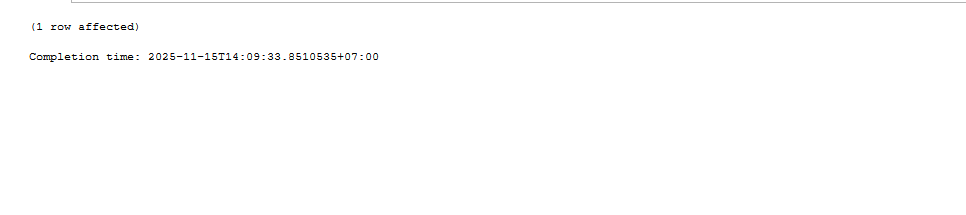 (1 row affected)
Completion time: 2025-11-15T14:09:33.8510535+07:00